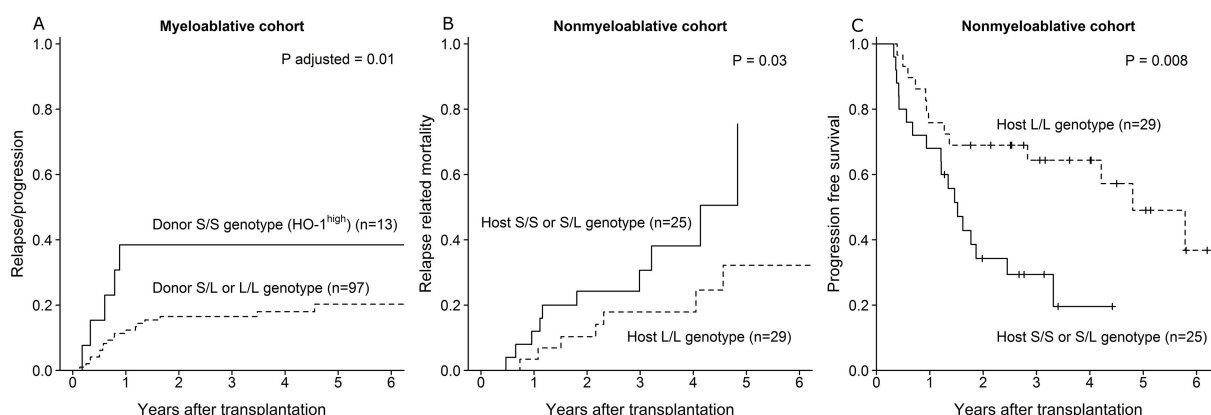 A
Myeloablative cohort
P adjusted = 0.01
Relapse/progression
1.0
0.8
0.6
0.4
0.2
0.0
Donor S/S genotype (HO-1high) (n=13)
Donor S/L or L/L genotype (n=97)
0 1 2 3 4 5 6
Years after transplantation
B
Nonmyeloablative cohort
P = 0.03
Relapse related mortality
1.0
0.8
0.6
0.4
0.2
0.0
Host S/S or S/L genotype (n=25)
Host L/L genotype (n=29)
0 1 2 3 4 5 6
Years after transplantation
C
Nonmyeloablative cohort
P = 0.008
Progression free survival
1.0
0.8
0.6
0.4
0.2
0.0
Host L/L genotype (n=29)
Host S/S or S/L genotype (n=25)
0 1 2 3 4 5 6
Years after transplantation